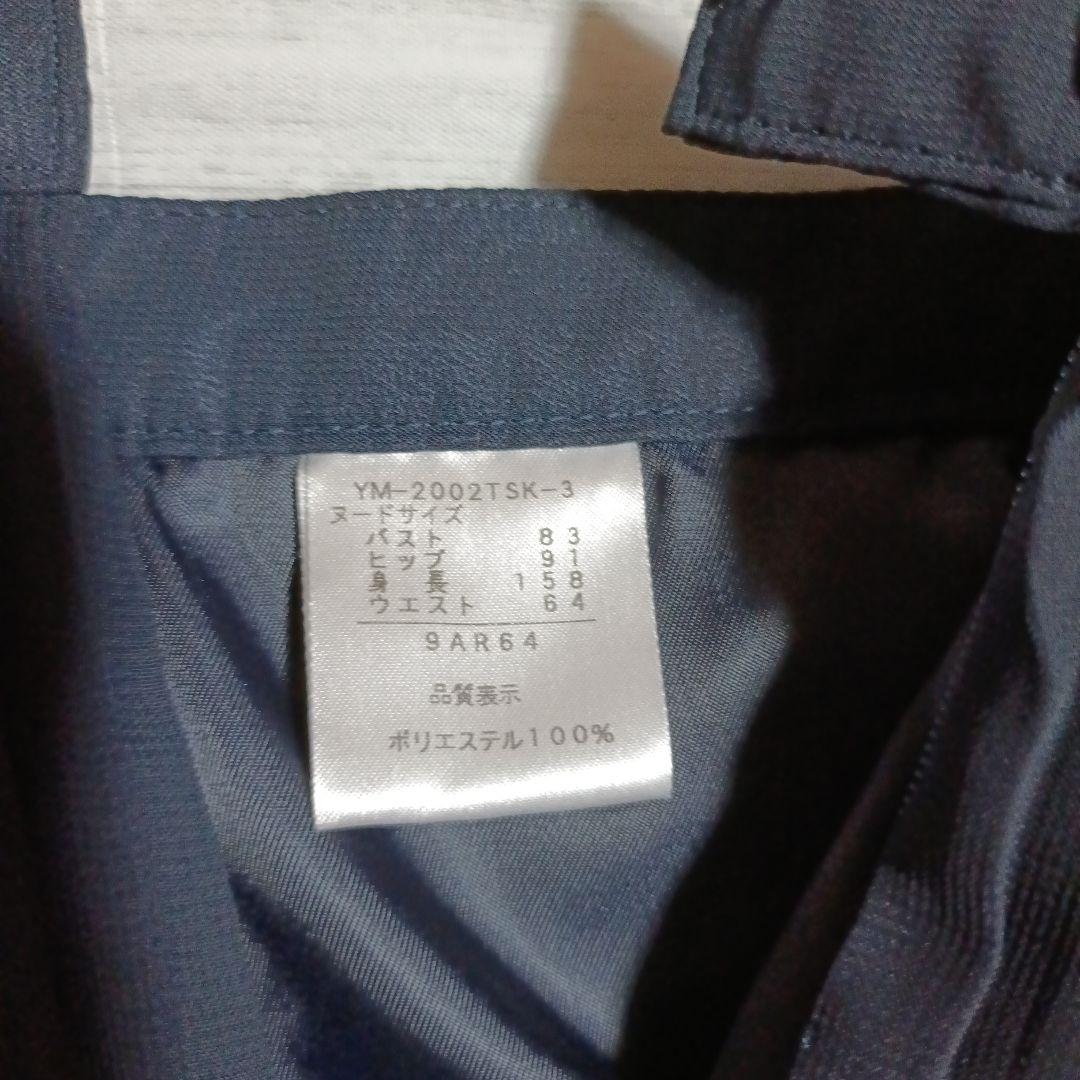 YM-2002TSK-3
ヌードサイズ
バスト 83
ヒップ 91
身長 158
ウエスト 64
9AR64
品質表示
ポリエステル100%